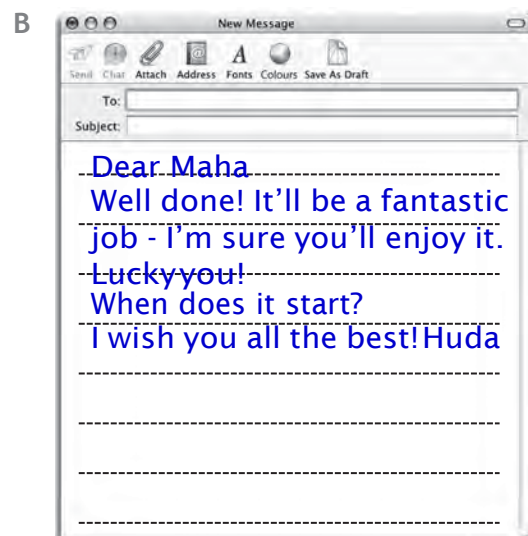 B
New Message
Send Chat Attach Address Fonts Colours Save As Draft
To:
Subject:
Dear Maha
Well done! It'll be a fantastic
job - I'm sure you'll enjoy it.
Luckyyou!
When does it start?
I wish you all the best!Huda